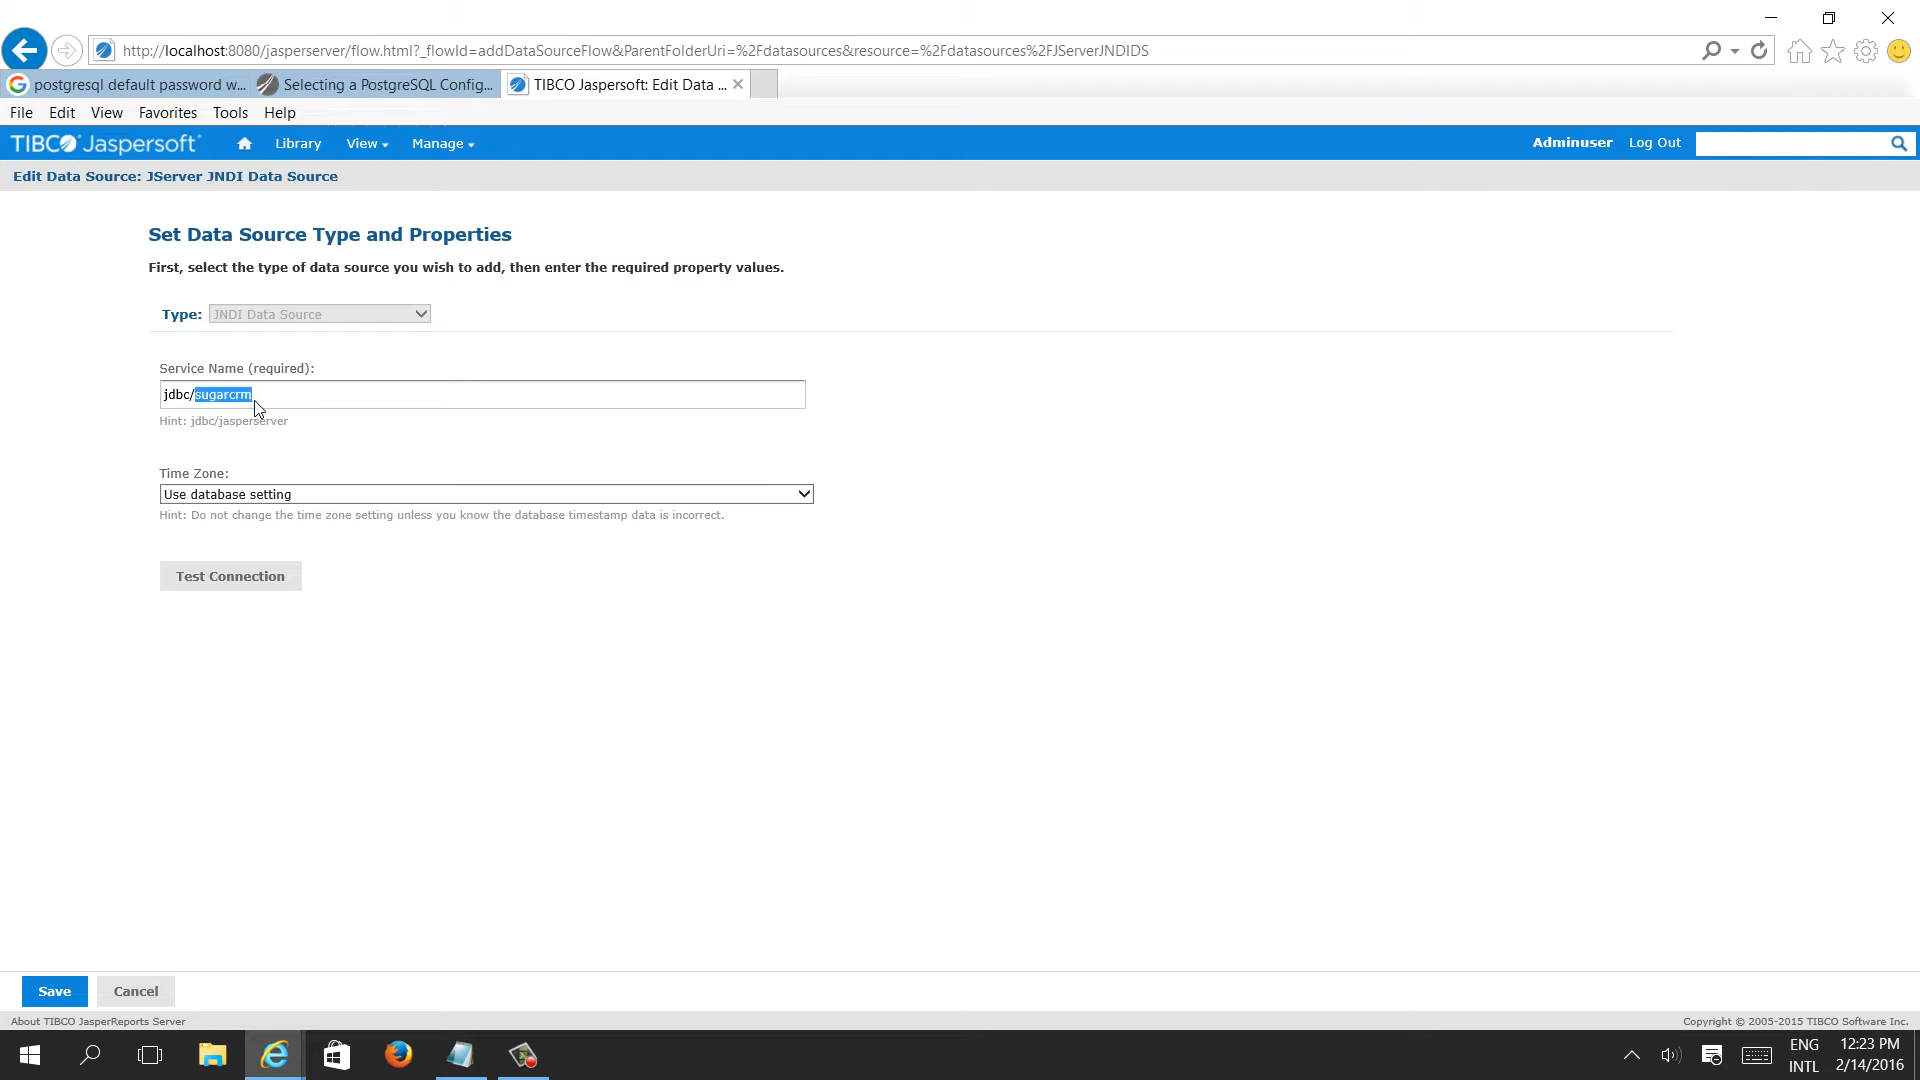 http://localhost:8080/jasperserver/flow.html?_flowId=addDataSourceFlow&ParentFolderUri=%2Fdatasources&resource=%2Fdatasources%2FJServerJNDIDS
postgresql default password w... Selecting a PostgreSQL Config... TIBCO Jaspersoft: Edit Data ...
File Edit View Favorites Tools Help
TIBCO Jaspersoft Library View Manage Adminuser Log Out
Edit Data Source: JServer JNDI Data Source
Set Data Source Type and Properties
First, select the type of data source you wish to add, then enter the required property values.
Type: JNDI Data Source
Service Name (required):
jdbc/sugarcrm
Hint: jdbc/jasperserver
Time Zone:
Use database setting
Hint: Do not change the time zone setting unless you know the database timestamp data is incorrect.
Test Connection
Save Cancel
About TIBCO JasperReports Server Copyright © 2005-2015 TIBCO Software Inc.
ENG 12:23 PM
INTL 2/14/2016